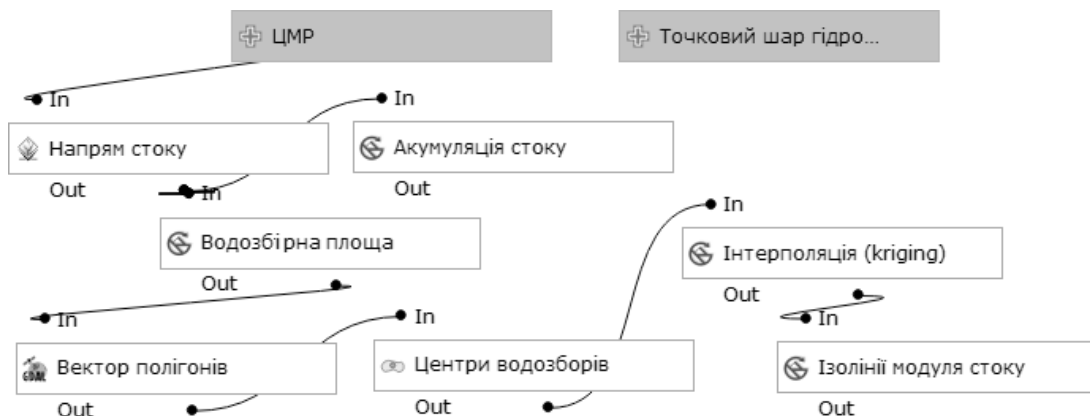 ЦМР
Точковий шар гідро...
In
In
Напрям стоку
Акумуляція стоку
Out
In
Out
In
Водозбірна площа
Інтерполяція (kriging)
Out
Out
In
In
In
Вектор полігонів
Центри водозборів
Ізолінії модуля стоку
Out
Out
Out